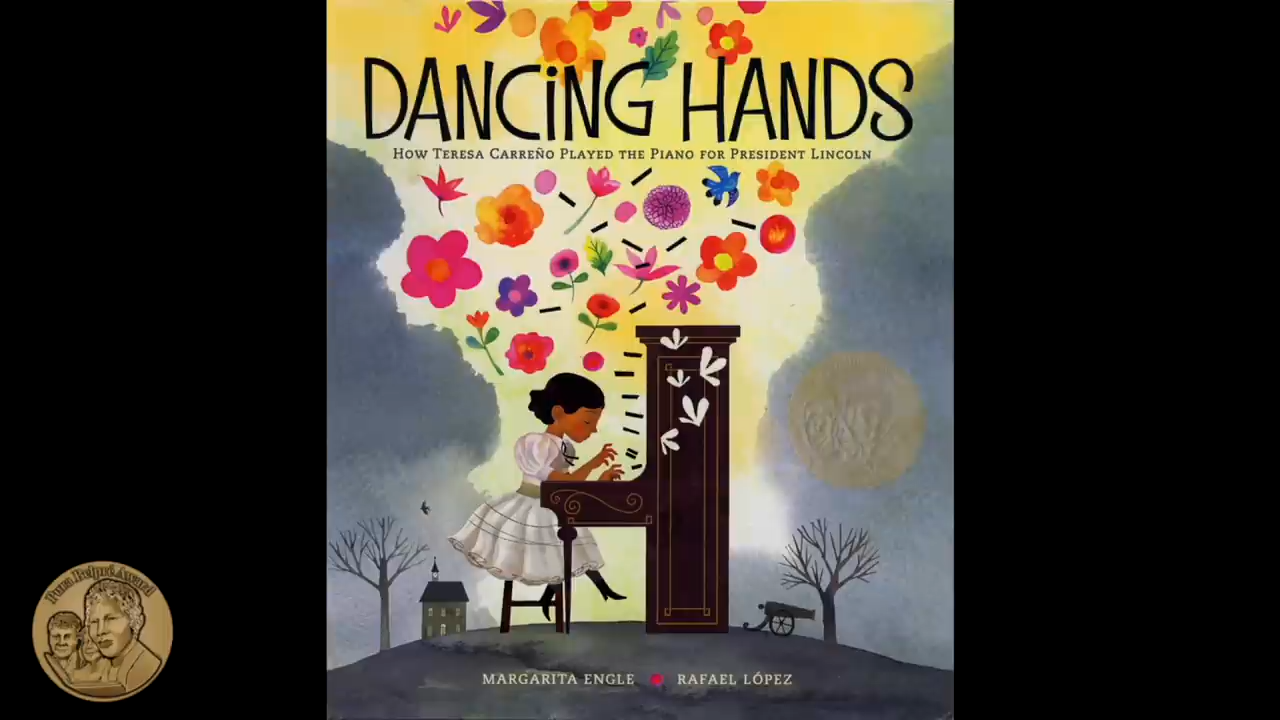 DANCiNG HANDS
How Teresa Carreño Played the Piano for President Lincoln
MARGARITA ENGLE RAFAEL LÓPEZ
Pura Belpré Award